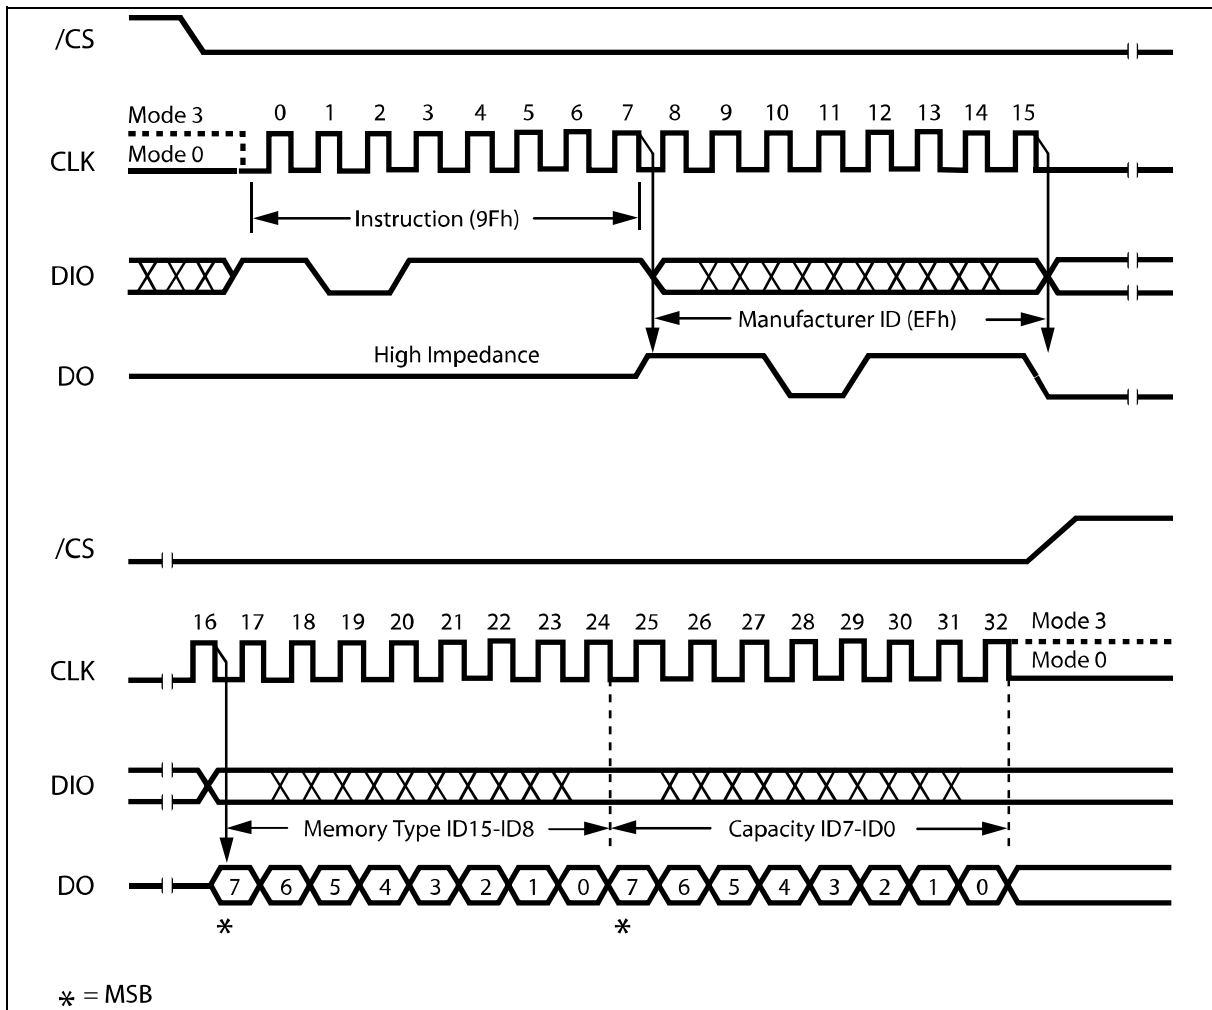 /CS
Mode 3 0 1 2 3 4 5 6 7 8 9 10 11 12 13 14 15
CLK Mode 0
Instruction (9Fh)
DIO
Manufacturer ID (EFh)
High Impedance
DO
/CS
16 17 18 19 20 21 22 23 24 25 26 27 28 29 30 31 32 Mode 3
CLK Mode 0
DIO
Memory Type ID15-ID8 Capacity ID7-ID0
DO 7 6 5 4 3 2 1 0 7 6 5 4 3 2 1 0
* *
* = MSB